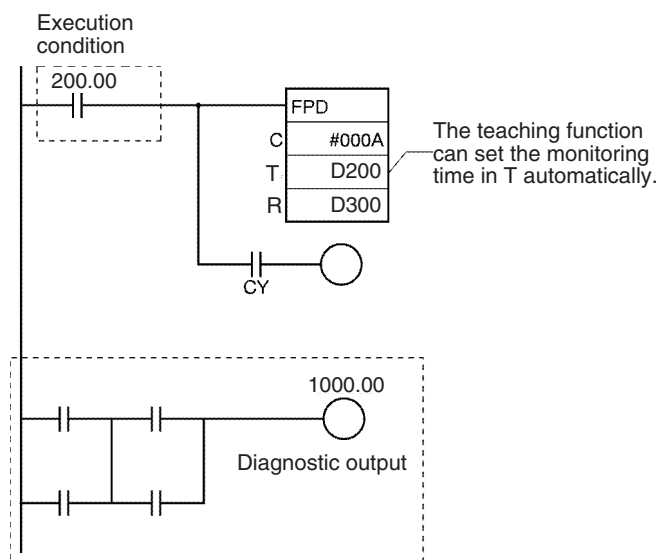 Execution
condition
200.00
FPD
C #000A
T D200
R D300
The teaching function
can set the monitoring
time in T automatically.
CY
1000.00
Diagnostic output